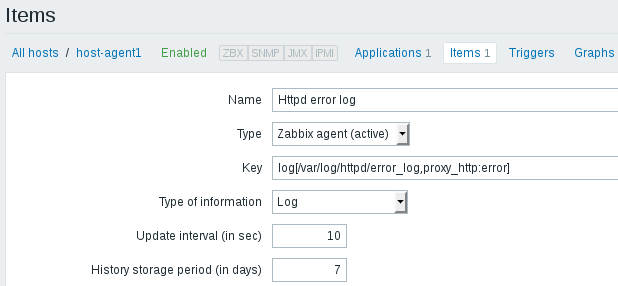 Items
All hosts / host-agent1 Enabled ZBX SNMP JMX IPMI Applications 1 Items 1 Triggers Graphs
Name Httpd error log
Type Zabbix agent (active)
Key log[/var/log/httpd/error_log,proxy_http:error]
Type of information Log
Update interval (in sec) 10
History storage period (in days) 7